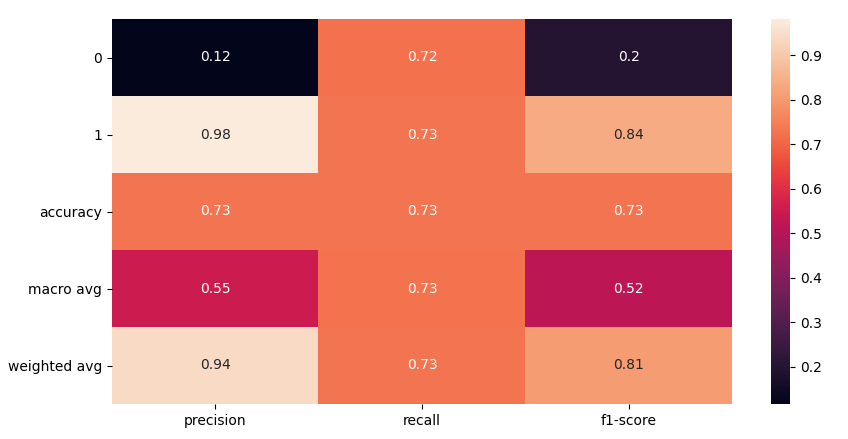 0 0.12 0.72 0.2
1 0.98 0.73 0.84
accuracy 0.73 0.73 0.73
macro avg 0.55 0.73 0.52
weighted avg 0.94 0.73 0.81
precision recall f1-score
0.9
0.8
0.7
0.6
0.5
0.4
0.3
0.2